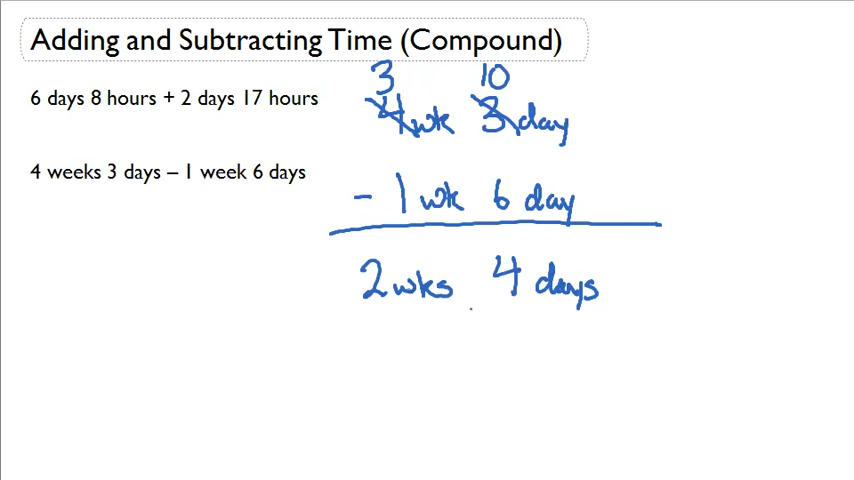 Adding and Subtracting Time (Compound)
6 days 8 hours + 2 days 17 hours
4 weeks 3 days – 1 week 6 days
3 10
4 wk 3 day
- 1 wk 6 day
2 wks 4 days